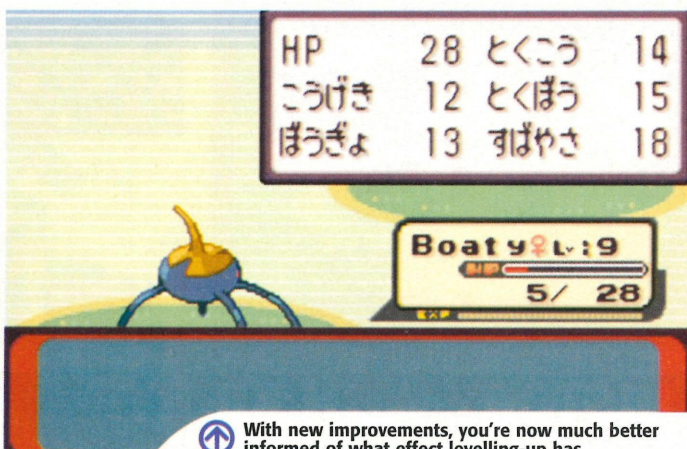 HP 28 とくこう 14
こうげき 12 とくぼう 15
ぼうぎょ 13 すばやさ 18
Boaty♀Lv:9
HP
5/ 28
EXP
With new improvements, you're now much better
informed of what effect levelling up has